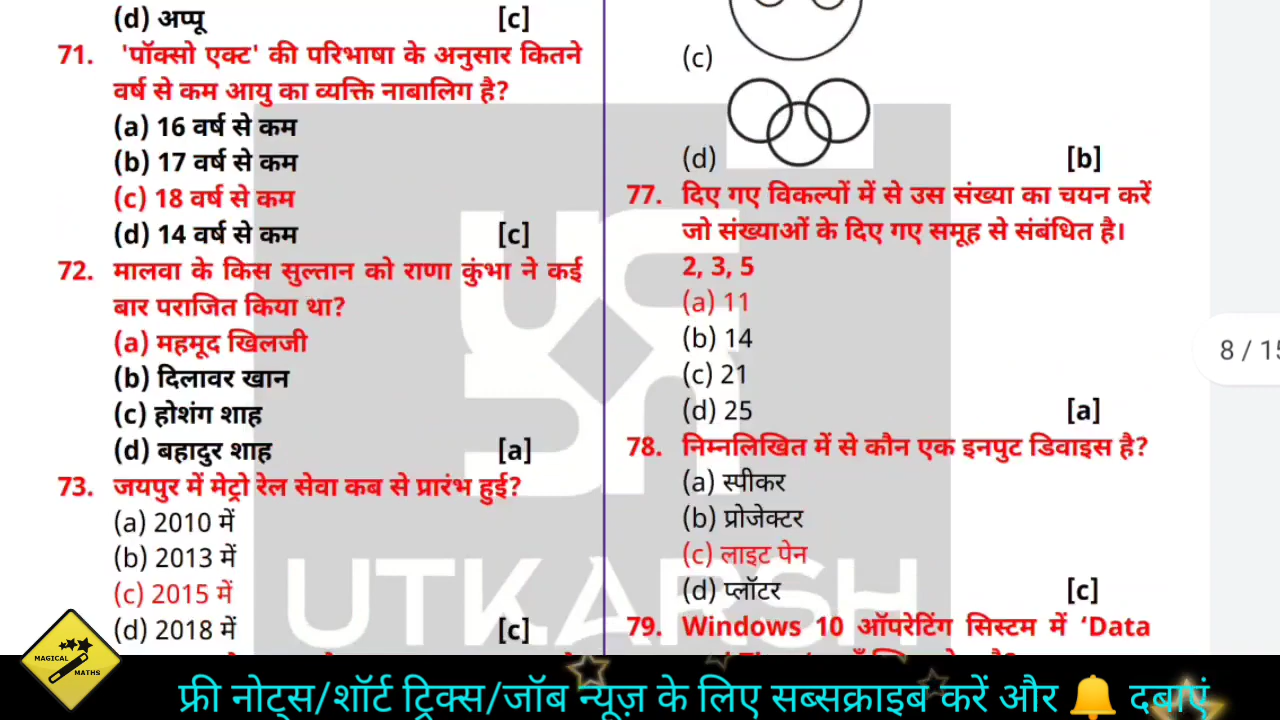 (d) अप्पू [c]
71. 'पॉक्सो एक्ट' की परिभाषा के अनुसार कितने
वर्ष से कम आयु का व्यक्ति नाबालिग है?
(a) 16 वर्ष से कम
(b) 17 वर्ष से कम
(c) 18 वर्ष से कम
(d) 14 वर्ष से कम [c]
72. मालवा के किस सुल्तान को राणा कुंभा ने कई
बार पराजित किया था?
(a) महमूद खिलजी
(b) दिलावर खान
(c) होशंग शाह
(d) बहादुर शाह [a]
73. जयपुर में मेट्रो रेल सेवा कब से प्रारंभ हुई?
(a) 2010 में
(b) 2013 में
(c) 2015 में
(d) 2018 में [c]
(c)
(d) [b]
77. दिए गए विकल्पों में से उस संख्या का चयन करें
जो संख्याओं के दिए गए समूह से संबंधित है।
2, 3, 5
(a) 11
(b) 14
(c) 21
(d) 25 [a]
78. निम्नलिखित में से कौन एक इनपुट डिवाइस है?
(a) स्पीकर
(b) प्रोजेक्टर
(c) लाइट पेन
(d) प्लॉटर [c]
79. Windows 10 ऑपरेटिंग सिस्टम में ‘Data
8 / 15
UTKARSH
MAGICAL
MATHS
फ्री नोट्स/शॉर्ट ट्रिक्स/जॉब न्यूज़ के लिए सब्सक्राइब करें और 🔔 दबाएं